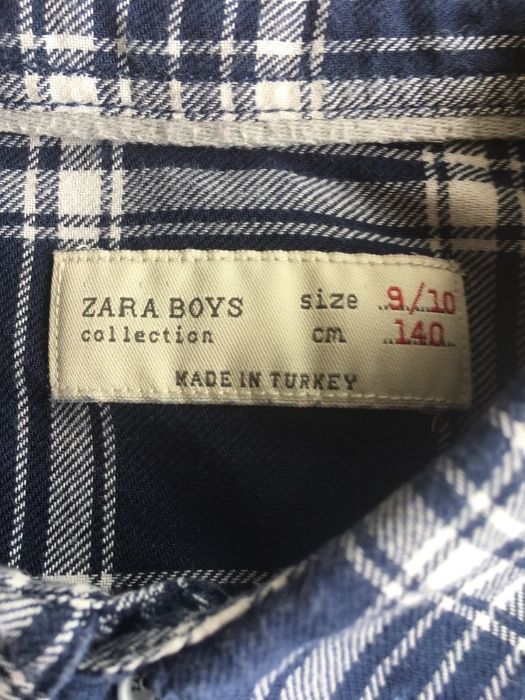 ZARA BOYS size 9/10
collection cm 140
MADE IN TURKEY